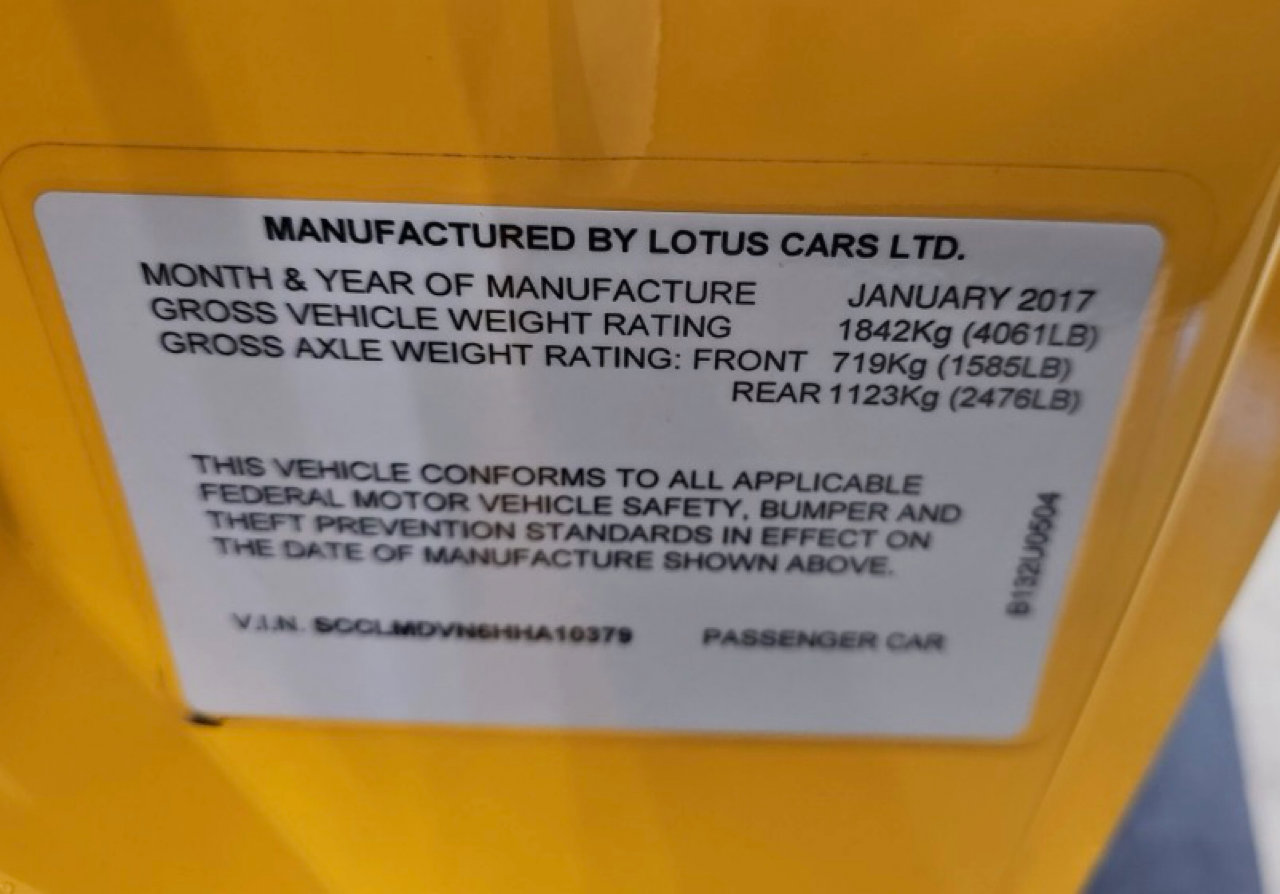 MANUFACTURED BY LOTUS CARS LTD.
MONTH & YEAR OF MANUFACTURE JANUARY 2017
GROSS VEHICLE WEIGHT RATING 1842Kg (4061LB)
GROSS AXLE WEIGHT RATING: FRONT 719Kg (1585LB)
REAR 1123Kg (2476LB)
THIS VEHICLE CONFORMS TO ALL APPLICABLE
FEDERAL MOTOR VEHICLE SAFETY, BUMPER AND
THEFT PREVENTION STANDARDS IN EFFECT ON
THE DATE OF MANUFACTURE SHOWN ABOVE.
V.I.N. SCCLMDVN6HHA10379 PASSENGER CAR
B132U0504